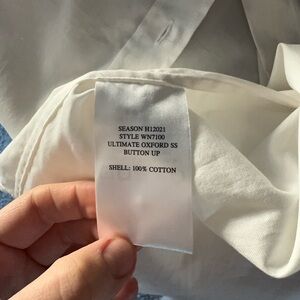 SEASON H12021
STYLE WN7100
ULTIMATE OXFORD SS
BUTTON UP
SHELL: 100% COTTON